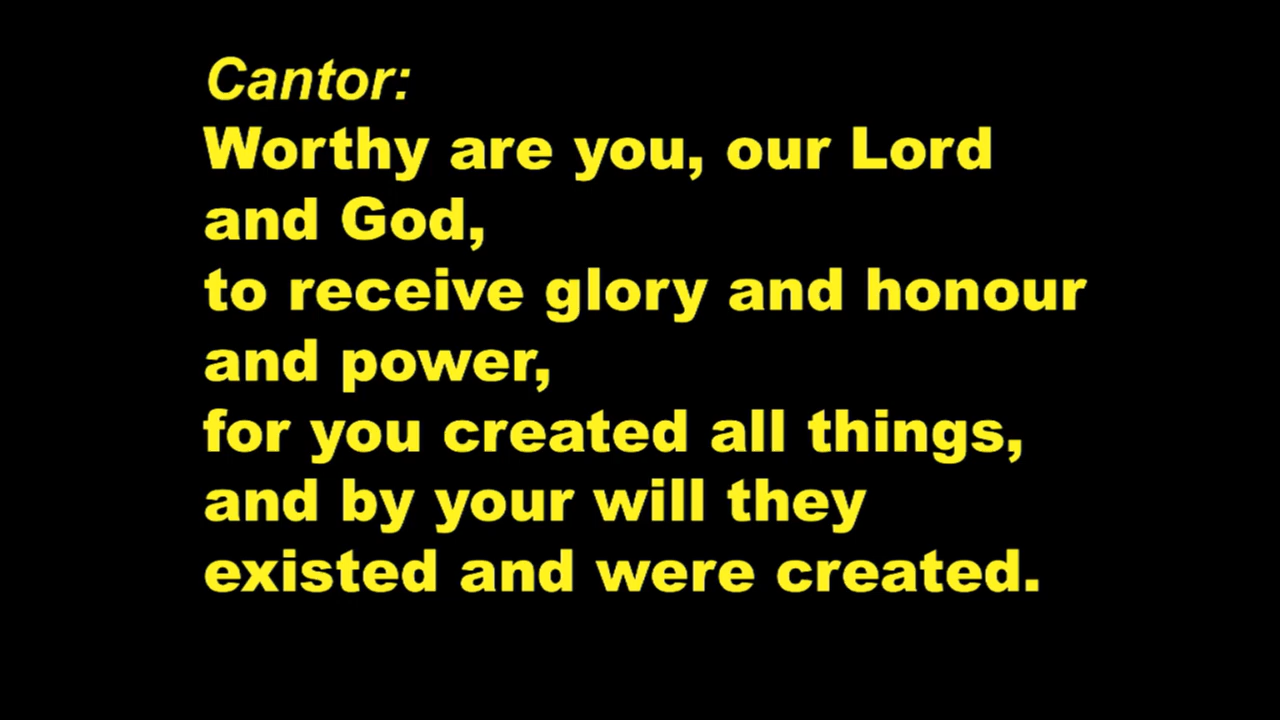 Cantor:
Worthy are you, our Lord
and God,
to receive glory and honour
and power,
for you created all things,
and by your will they
existed and were created.